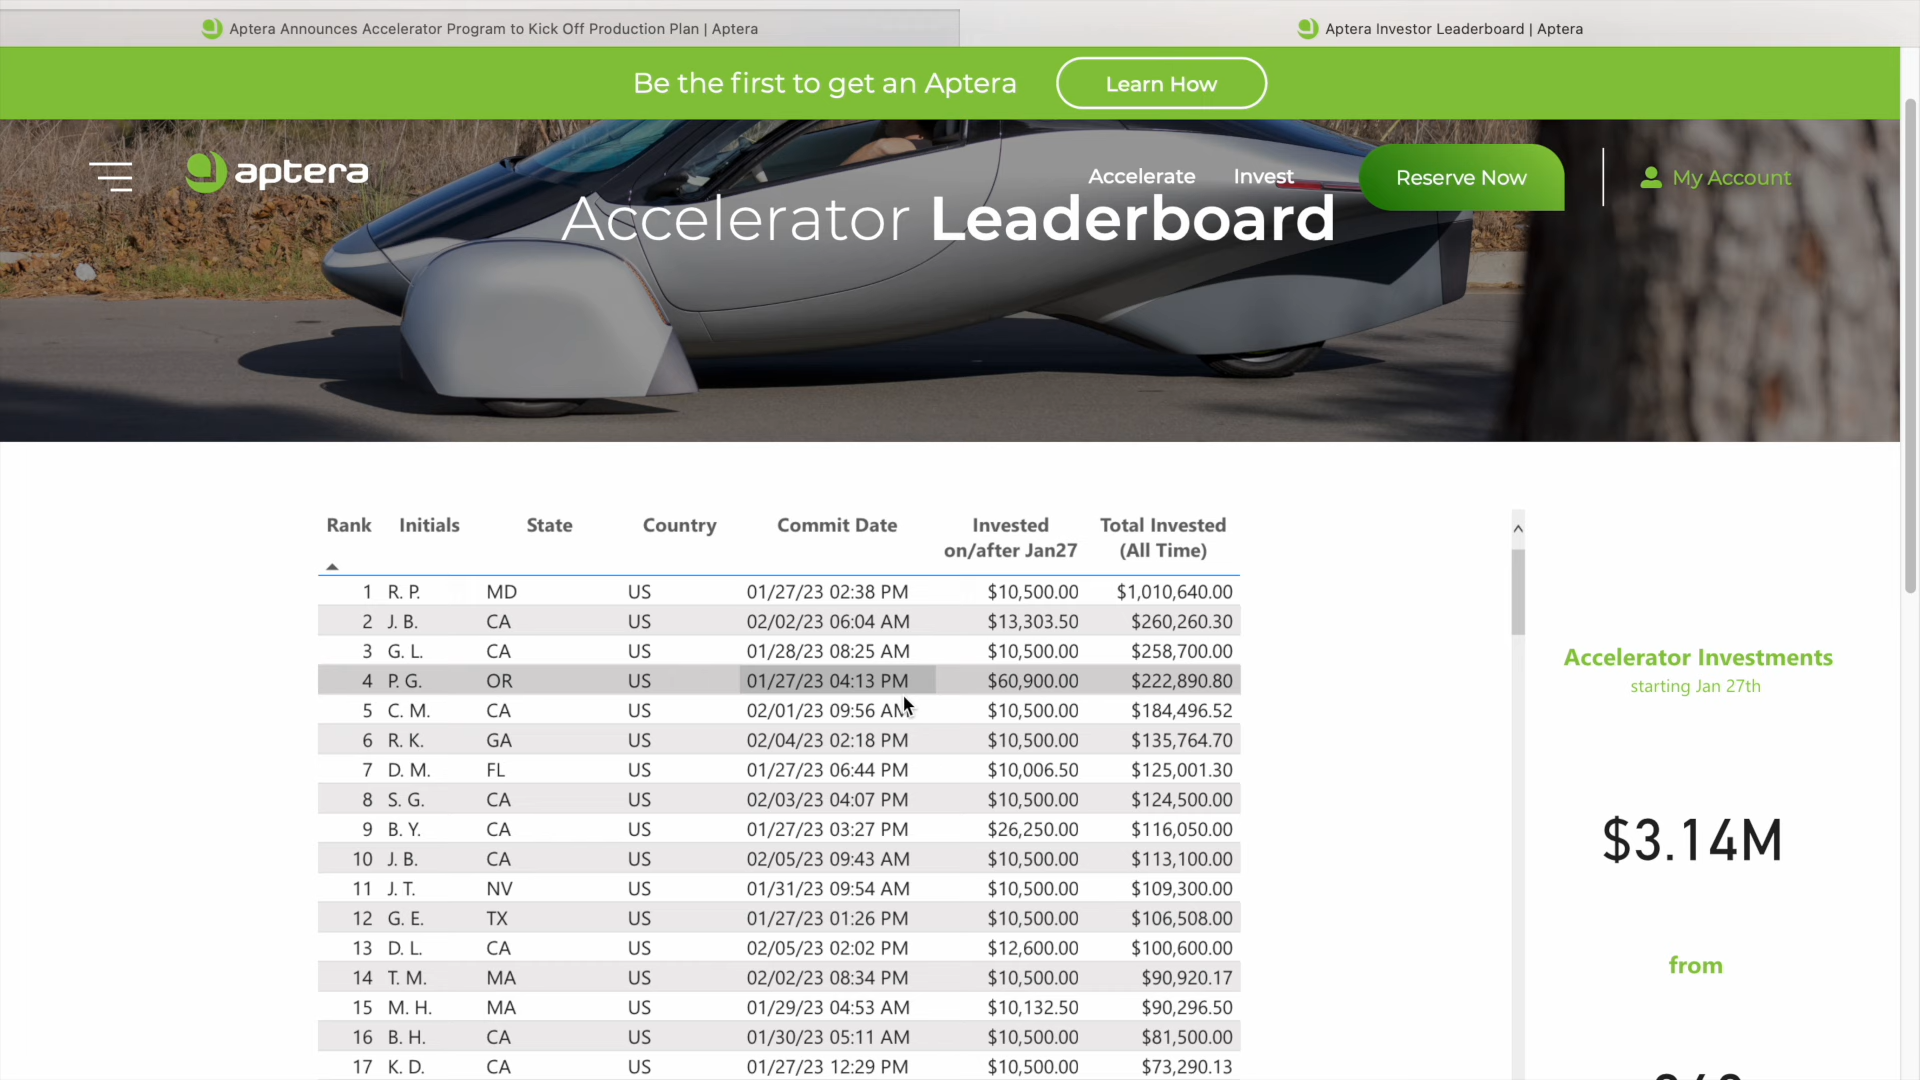 Aptera Announces Accelerator Program to Kick Off Production Plan | Aptera
Aptera Investor Leaderboard | Aptera
Be the first to get an Aptera
Learn How
aptera
Accelerate
Invest
Reserve Now
My Account
Accelerator Leaderboard
Rank Initials State Country Commit Date Invested on/after Jan27 Total Invested (All Time)
1 R. P. MD US 01/27/23 02:38 PM $10,500.00 $1,010,640.00
2 J. B. CA US 02/02/23 06:04 AM $13,303.50 $260,260.30
3 G. L. CA US 01/28/23 08:25 AM $10,500.00 $258,700.00
4 P. G. OR US 01/27/23 04:13 PM $60,900.00 $222,890.80
5 C. M. CA US 02/01/23 09:56 AM $10,500.00 $184,496.52
6 R. K. GA US 02/04/23 02:18 PM $10,500.00 $135,764.70
7 D. M. FL US 01/27/23 06:44 PM $10,006.50 $125,001.30
8 S. G. CA US 02/03/23 04:07 PM $10,500.00 $124,500.00
9 B. Y. CA US 01/27/23 03:27 PM $26,250.00 $116,050.00
10 J. B. CA US 02/05/23 09:43 AM $10,500.00 $113,100.00
11 J. T. NV US 01/31/23 09:54 AM $10,500.00 $109,300.00
12 G. E. TX US 01/27/23 01:26 PM $10,500.00 $106,508.00
13 D. L. CA US 02/05/23 02:02 PM $12,600.00 $100,600.00
14 T. M. MA US 02/02/23 08:34 PM $10,500.00 $90,920.17
15 M. H. MA US 01/29/23 04:53 AM $10,132.50 $90,296.50
16 B. H. CA US 01/30/23 05:11 AM $10,500.00 $81,500.00
17 K. D. CA US 01/27/23 12:29 PM $10,500.00 $73,290.13
Accelerator Investments
starting Jan 27th
$3.14M
from